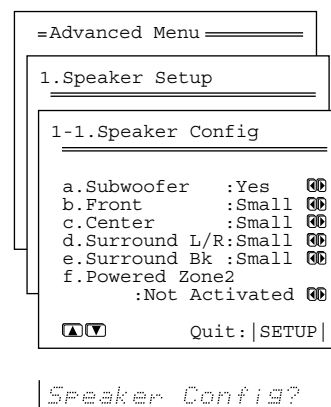 =Advanced Menu
1.Speaker Setup
1-1.Speaker Config
a.Subwoofer :Yes
b.Front :Small
c.Center :Small
d.Surround L/R:Small
e.Surround Bk :Small
f.Powered Zone2
:Not Activated
Quit:|SETUP|
Speaker Config?